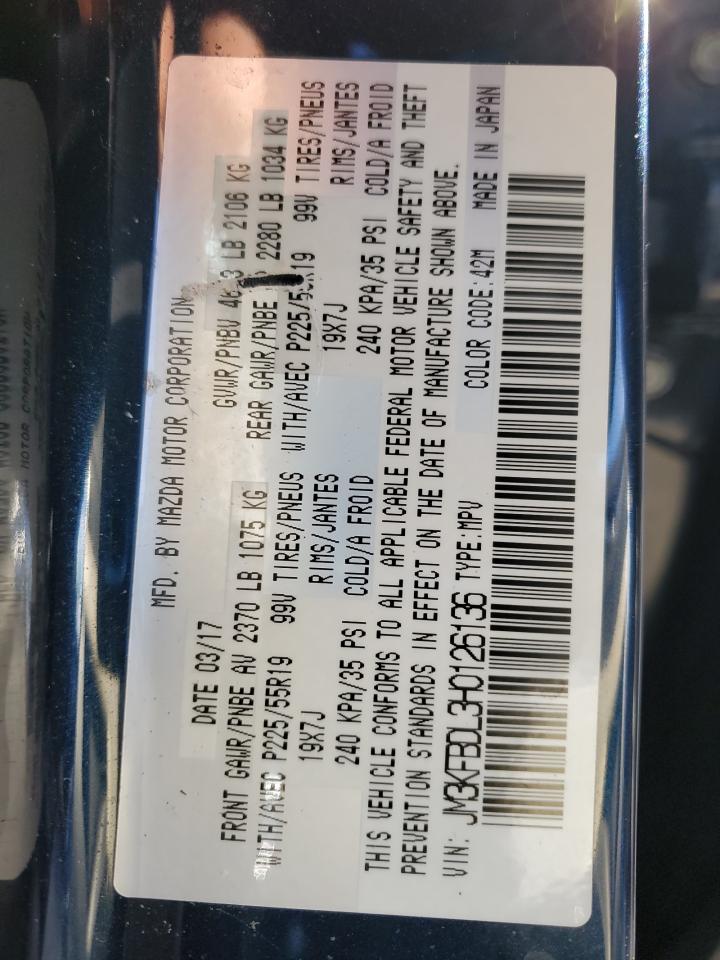 MFD. BY MAZDA MOTOR CORPORATION
DATE 03/17 GVWR/PNBV LB 2106 KG
FRONT GAWR/PNBE AV 2370 LB 1075 KG REAR GAWR/PNBE 2280 LB 1034 KG
WITH/AVEC P225/55R19 99V TIRES/PNEUS WITH/AVEC P225/55R19 99V TIRES/PNEUS
19X7J RIMS/JANTES 19X7J RIMS/JANTES
240 KPA/35 PSI COLD/A FROID 240 KPA/35 PSI COLD/A FROID
THIS VEHICLE CONFORMS TO ALL APPLICABLE FEDERAL MOTOR VEHICLE SAFETY AND THEFT
PREVENTION STANDARDS IN EFFECT ON THE DATE OF MANUFACTURE SHOWN ABOVE.
VIN: JM3KFBDL3H0126136 TYPE:MPV COLOR CODE:42M MADE IN JAPAN